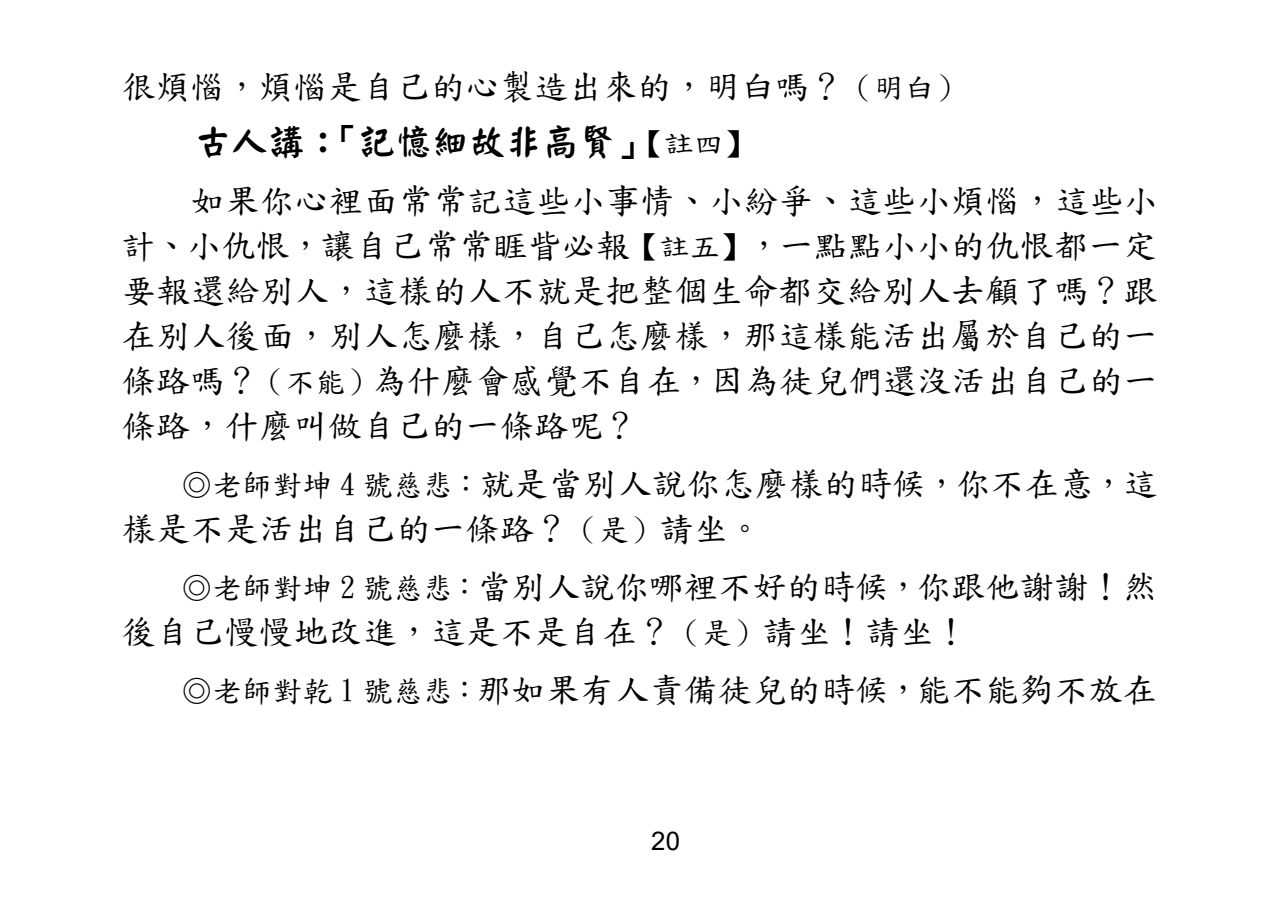 很煩惱，煩惱是自己的心製造出來的，明白嗎？（明白）
古人講：「記憶細故非高賢」【註四】
如果你心裡面常常記這些小事情、小紛爭、這些小煩惱，這些小
計、小仇恨，讓自己常常睚眥必報【註五】，一點點小小的仇恨都一定
要報還給別人，這樣的人不就是把整個生命都交給別人去顧了嗎？跟
在別人後面，別人怎麼樣，自己怎麼樣，那這樣能活出屬於自己的一
條路嗎？（不能）為什麼會感覺不自在，因為徒兒們還沒活出自己的一
條路，什麼叫做自己的一條路呢？
◎老師對坤 4 號慈悲：就是當別人說你怎麼樣的時候，你不在意，這
樣是不是活出自己的一條路？（是）請坐。
◎老師對坤 2 號慈悲：當別人說你哪裡不好的時候，你跟他謝謝！然
後自己慢慢地改進，這是不是自在？（是）請坐！請坐！
◎老師對乾 1 號慈悲：那如果有人責備徒兒的時候，能不能夠不放在
20